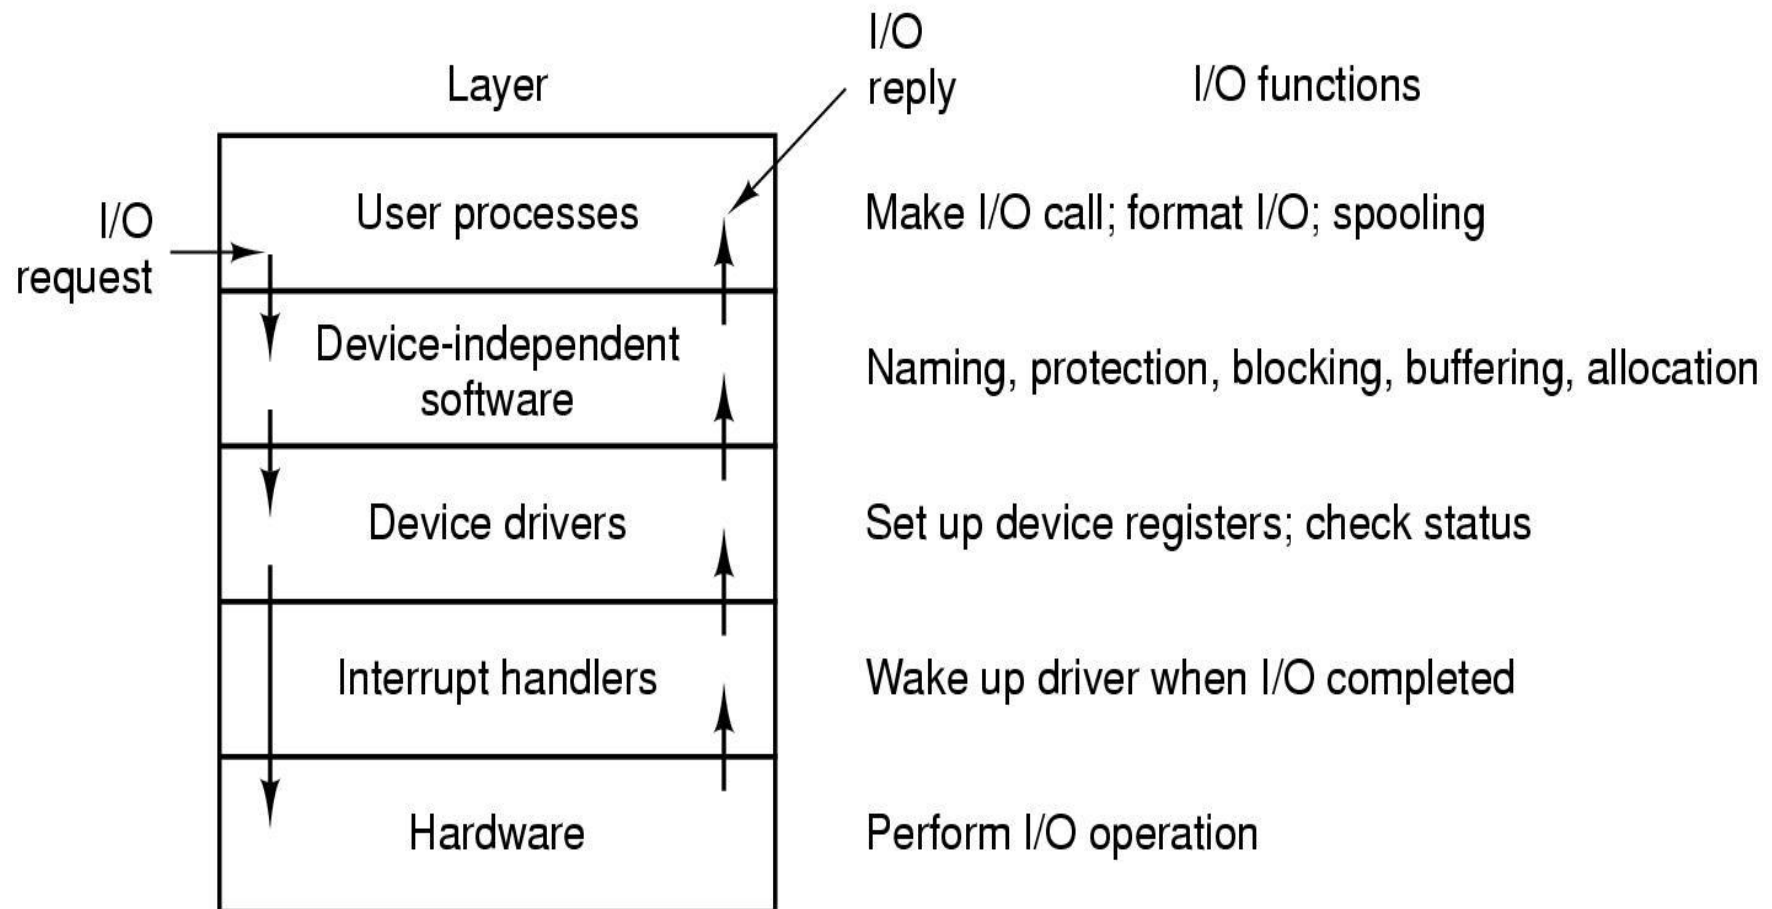 I/O
reply
Layer
I/O functions
I/O
request
User processes
Make I/O call; format I/O; spooling
Device-independent
software
Naming, protection, blocking, buffering, allocation
Device drivers
Set up device registers; check status
Interrupt handlers
Wake up driver when I/O completed
Hardware
Perform I/O operation